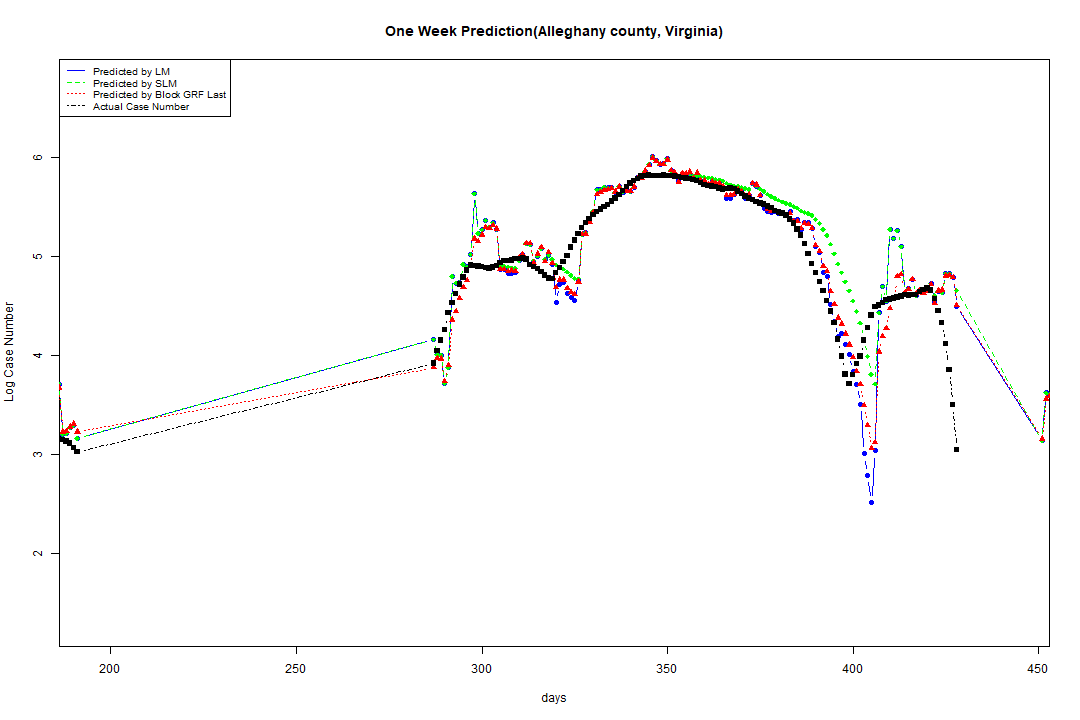 One Week Prediction(Alleghany county, Virginia)
Predicted by LM
Predicted by SLM
Predicted by Block GRF Last
Actual Case Number
Log Case Number
6
5
4
3
2
200 250 300 350 400 450
days